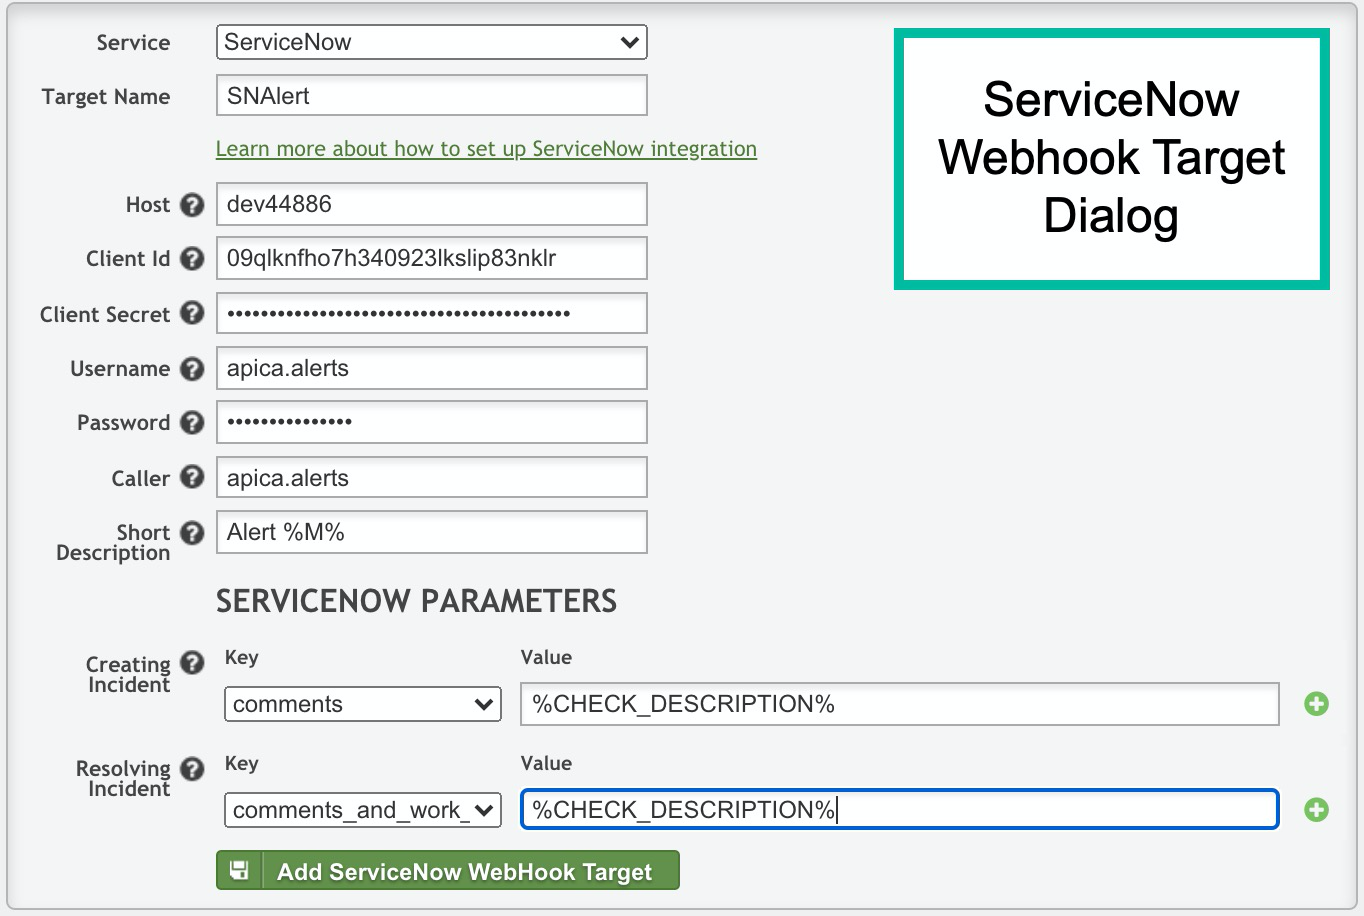 Service
ServiceNow
Target Name
SNAlert
Learn more about how to set up ServiceNow integration
Host ?
dev44886
Client Id ?
09qlknfho7h340923lkslip83nklr
Client Secret ?
••••••••••••••••••••••••••••••••••••••••
Username ?
apica.alerts
Password ?
•••••••••••••••
Caller ?
apica.alerts
Short ?
Description
Alert %M%
ServiceNow
Webhook Target
Dialog
SERVICENOW PARAMETERS
Creating ?
Incident
Key
Value
comments
%CHECK_DESCRIPTION%
Resolving ?
Incident
Key
Value
comments_and_work_
%CHECK_DESCRIPTION%
Add ServiceNow WebHook Target